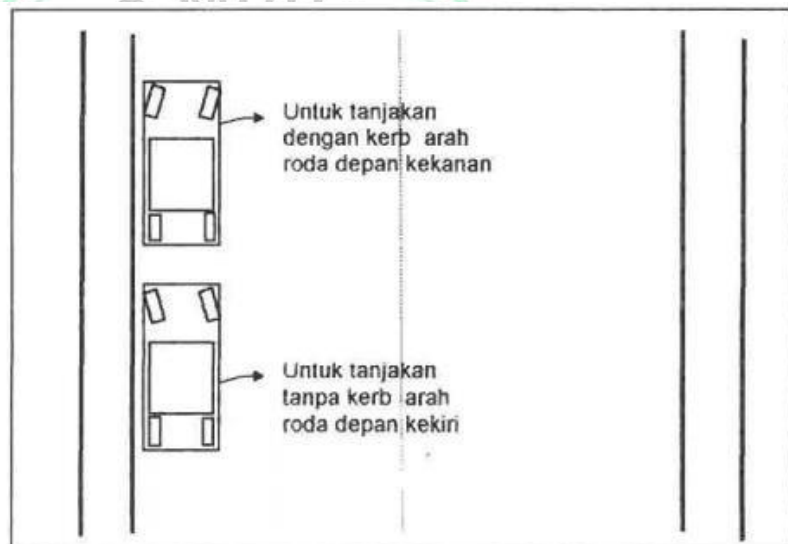 Untuk tanjakan
dengan kerb arah
roda depan kekanan
Untuk tanjakan
tanpa kerb arah
roda depan kekiri